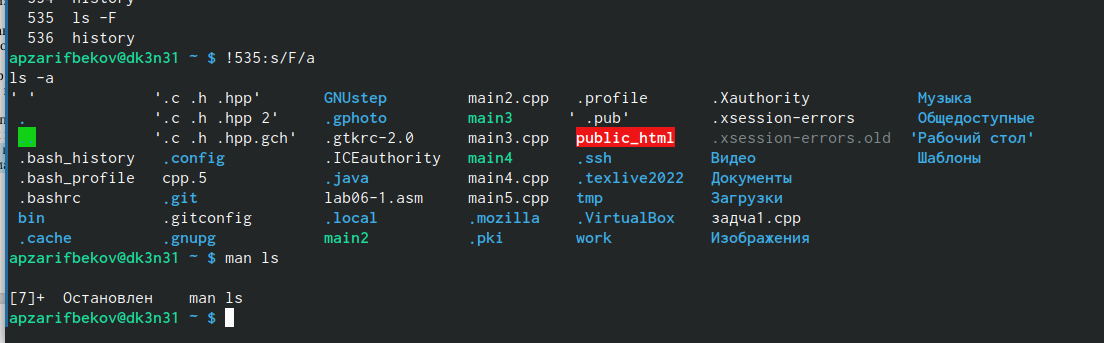 535  ls -F
536  history
apzarifbekov@dk3n31 ~ $ !535:s/F/a
ls -a
' '  '.c .h .hpp'  GNUstep  main2.cpp  .profile  .Xauthority  Музыка
.  '.c .h .hpp 2'  .gphoto  main3  ' .pub'  .xsession-errors  Общедоступные
..  '.c .h .hpp.gch'  .gtkrc-2.0  main3.cpp  public_html  .xsession-errors.old  'Рабочий стол'
.bash_history  .config  .ICEauthority  main4  .ssh  Видео  Шаблоны
.bash_profile  cpp.5  .java  main4.cpp  .texlive2022  Документы
.bashrc  .git  lab06-1.asm  main5.cpp  tmp  Загрузки
bin  .gitconfig  .local  .mozilla  .VirtualBox  задча1.cpp
.cache  .gnupg  main2  .pki  work  Изображения
apzarifbekov@dk3n31 ~ $ man ls
[7]+  Остановлен    man ls
apzarifbekov@dk3n31 ~ $